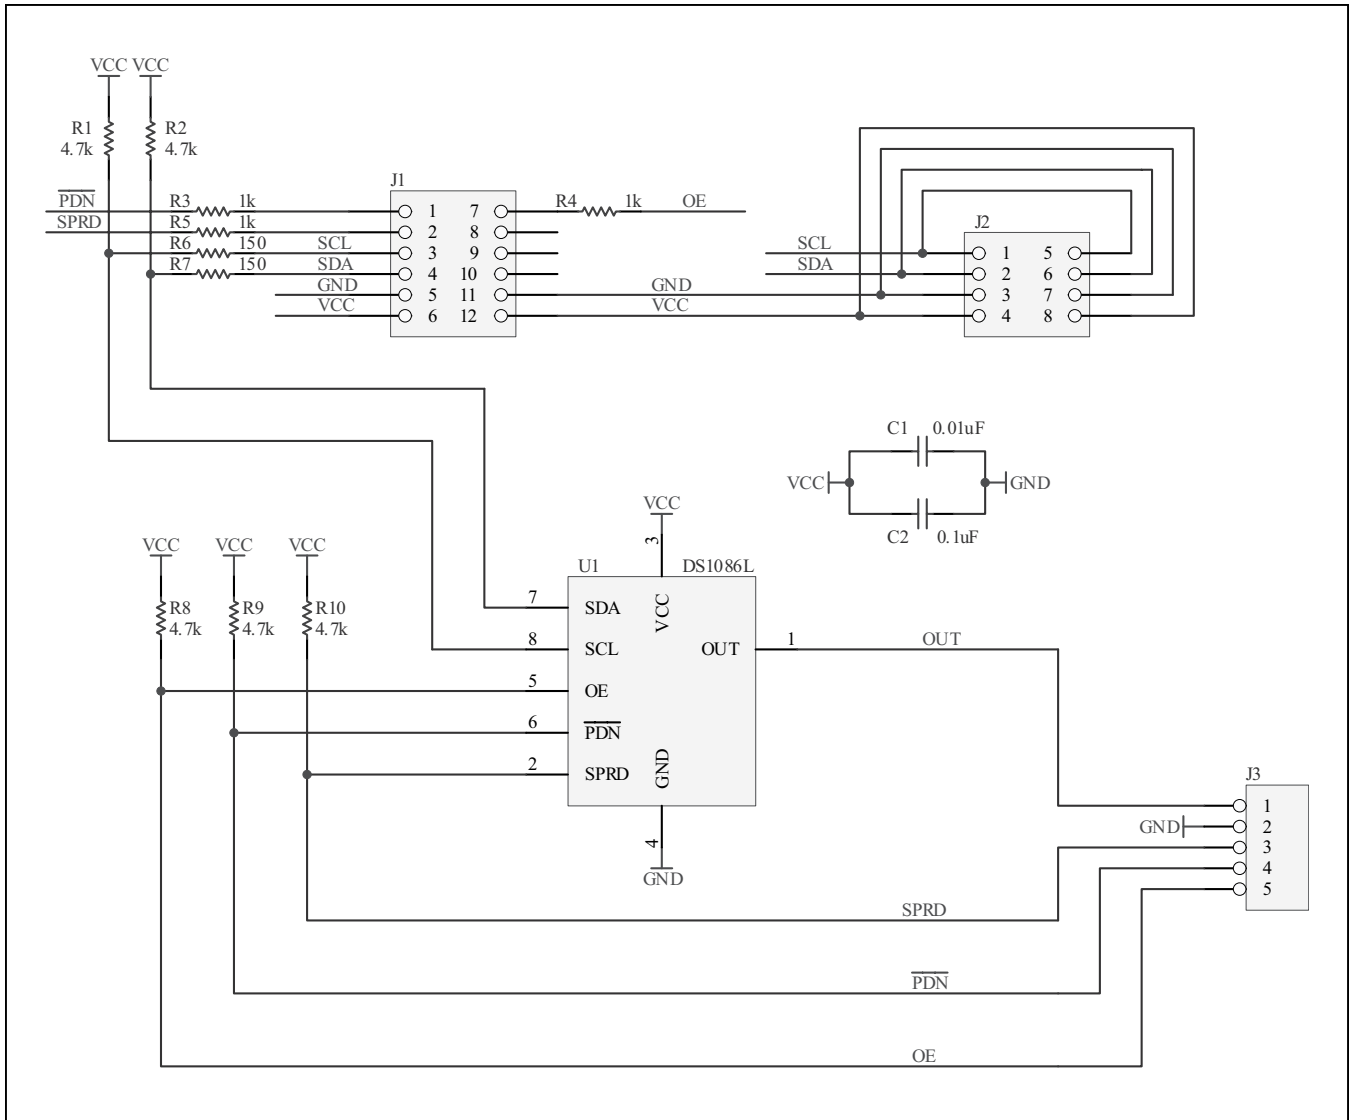 VCC VCC
R1
4.7k
R2
4.7k
PDN
SPRD
R3 1k
R5 1k
R6 150 SCL
R7 150 SDA
GND
VCC
J1
1 7
2 8
3 9
4 10
5 11
6 12
R4 1k OE
GND
VCC
SCL
SDA
J2
1 5
2 6
3 7
4 8
C1 0.01uF
VCC GND
C2 0.1uF
VCC VCC VCC
R8
4.7k
R9
4.7k
R10
4.7k
VCC
3
U1 DS1086L
VCC
7 SDA
8 SCL
5 OE
6 PDN
2 SPRD
OUT 1 OUT
GND
4
GND
J3
1
GND 2
3
4
5
SPRD
PDN
OE